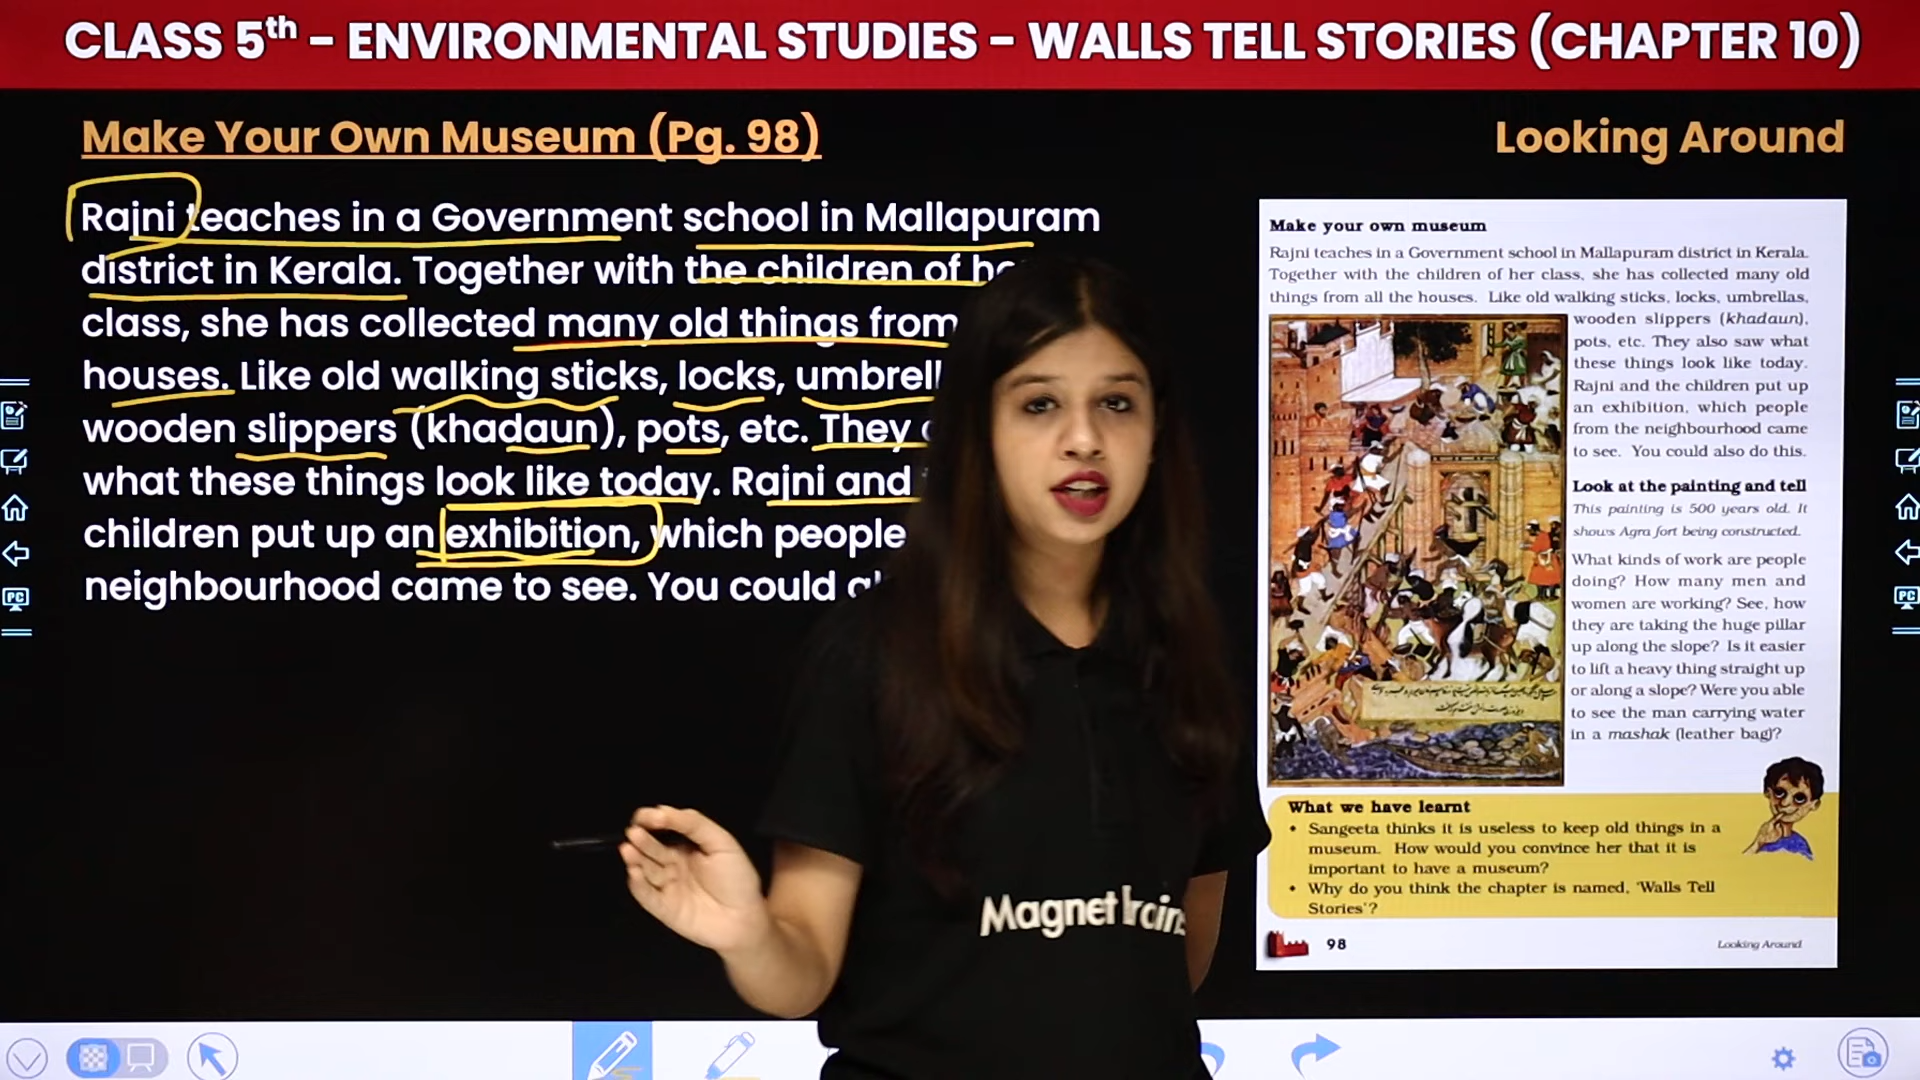 CLASS 5th - ENVIRONMENTAL STUDIES - WALLS TELL STORIES (CHAPTER 10)
Make Your Own Museum (Pg. 98)
Looking Around
Rajni teaches in a Government school in Mallapuram
district in Kerala. Together with the children of
class, she has collected many old things from
houses. Like old walking sticks, locks,
wooden slippers (khadaun), pots, etc. They
what these things look like today. Rajni and
children put up an exhibition, which people
neighbourhood came to see. You could
Make your own museum
Rajni teaches in a Government school in Mallapuram district in Kerala.
Together with the children of her class, she has collected many old
things from all the houses. Like old walking sticks, locks, umbrellas,
wooden slippers (khadaun),
pots, etc. They also saw what
these things look like today.
Rajni and the children put up
an exhibition, which people
from the neighbourhood came
to see. You could also do this.
Look at the painting and tell
This painting is 500 years old. It
shows Agra fort being constructed.
What kinds of work are people
doing? How many men and
women are working? See, how
they are taking the huge pillar
up along the slope? Is it easier
to lift a heavy thing straight up
or along a slope? Were you able
to see the man carrying water
in a mashak (leather bag)?
What we have learnt
• Sangeeta thinks it is useless to keep old things in a
museum. How would you convince her that it is
important to have a museum?
• Why do you think the chapter is named, 'Walls Tell
Stories'?
98
Looking Around
Magnet Brains
PC
PC